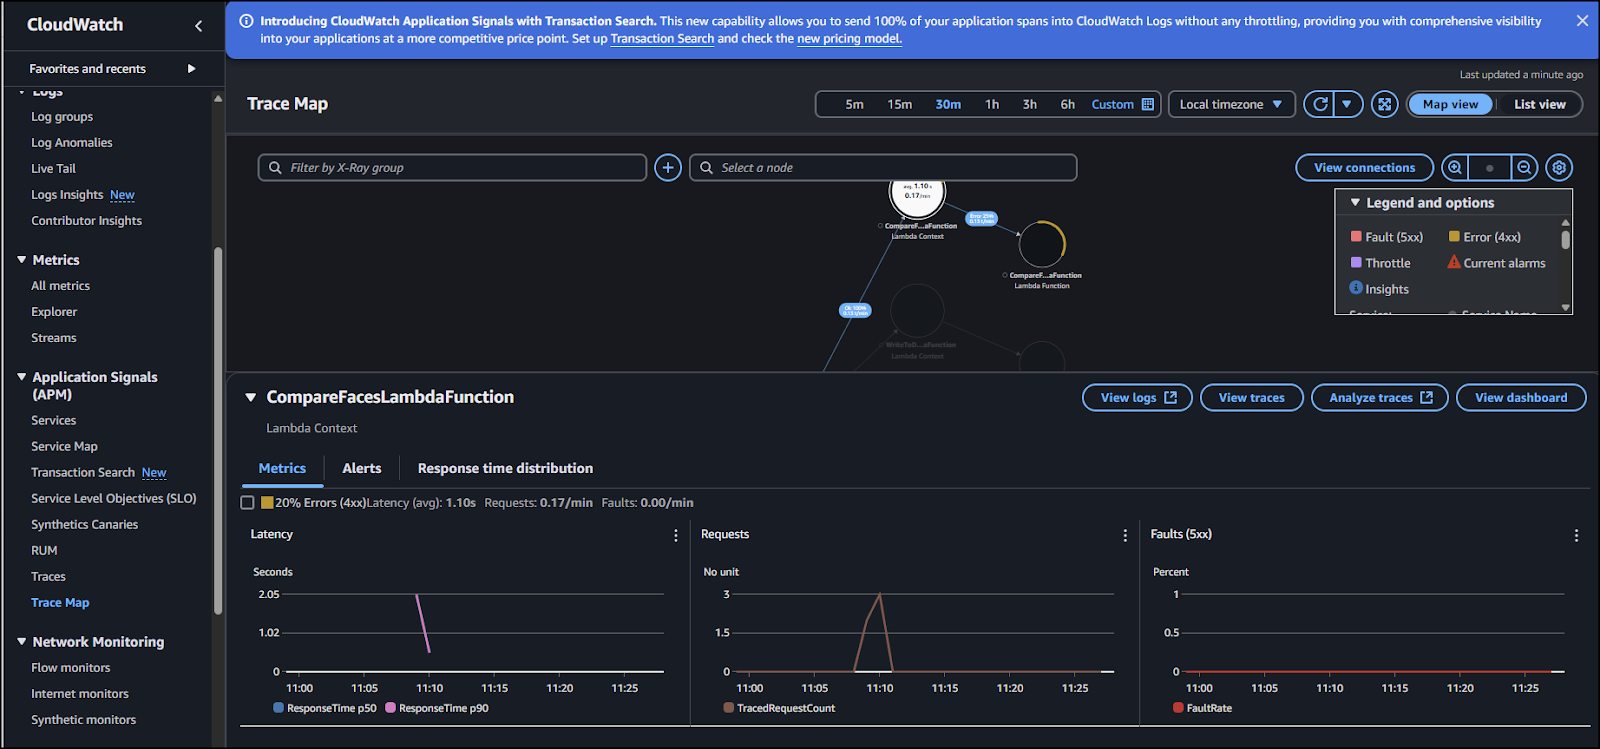 CloudWatch
Favorites and recents
Logs
Log groups
Log Anomalies
Live Tail
Logs Insights New
Contributor Insights
Metrics
All metrics
Explorer
Streams
Application Signals
(APM)
Services
Service Map
Transaction Search New
Service Level Objectives (SLO)
Synthetics Canaries
RUM
Traces
Trace Map
Network Monitoring
Flow monitors
Internet monitors
Synthetic monitors
Introducing CloudWatch Application Signals with Transaction Search. This new capability allows you to send 100% of your application spans into CloudWatch Logs without any throttling, providing you with comprehensive visibility
into your applications at a more competitive price point. Set up Transaction Search and check the new pricing model.
Last updated a minute ago
Trace Map
5m 15m 30m 1h 3h 6h Custom Local timezone Map view List view
Filter by X-Ray group
Select a node
View connections
Legend and options
Fault (5xx) Error (4xx)
Throttle Current alarms
Insights
avg. 1.10 s
0.17/min
CompareF...aFunction
Lambda Context
Error 25%
0.13 t/min
CompareF...aFunction
Lambda Function
Ok 100%
0.13 t/min
WriteToD...aFunction
Lambda Context
CompareFacesLambdaFunction
Lambda Context
View logs View traces Analyze traces View dashboard
Metrics Alerts Response time distribution
20% Errors (4xx)Latency (avg): 1.10s Requests: 0.17/min Faults: 0.00/min
Latency
Seconds
2.05
1.02
0
11:00 11:05 11:10 11:15 11:20 11:25
ResponseTime p50 ResponseTime p90
Requests
No unit
3
1.5
0
11:00 11:05 11:10 11:15 11:20 11:25
TracedRequestCount
Faults (5xx)
Percent
1
0.5
0
11:00 11:05 11:10 11:15 11:20 11:25
FaultRate